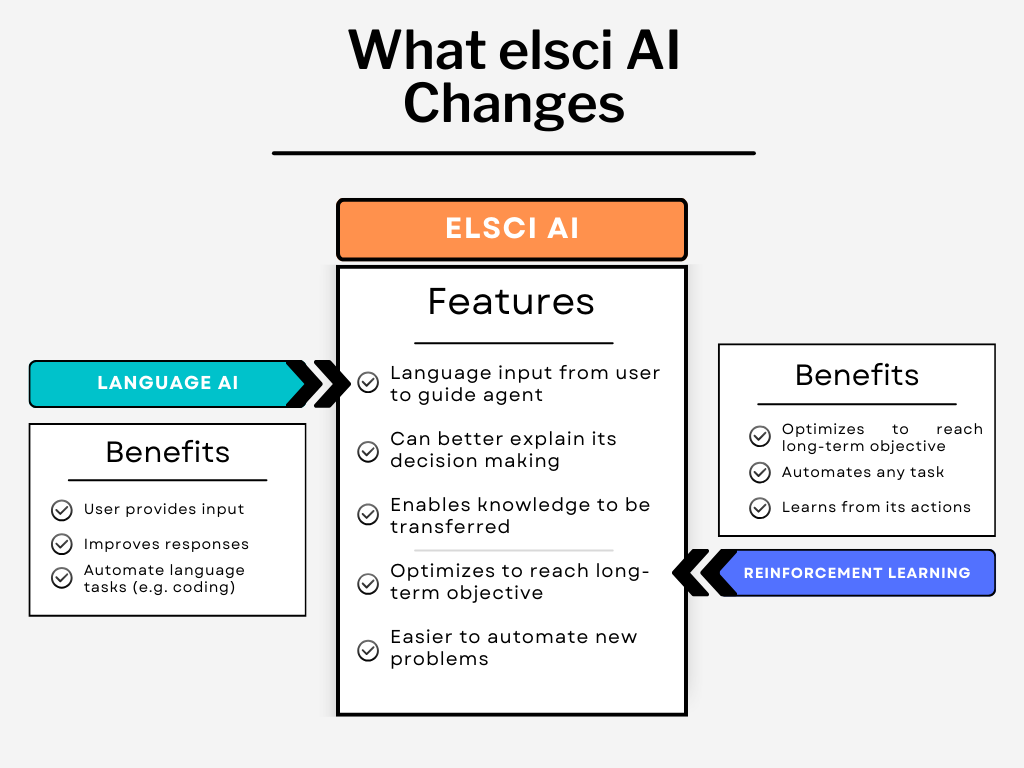 What elsci AI
Changes
ELSCI AI
Features
Language input from user
to guide agent
Can better explain its
decision making
Enables knowledge to be
transferred
Optimizes to reach long-
term objective
Easier to automate new
problems
LANGUAGE AI
Benefits
User provides input
Improves responses
Automate language
tasks (e.g. coding)
Benefits
Optimizes to reach
long-term objective
Automates any task
Learns from its actions
REINFORCEMENT LEARNING